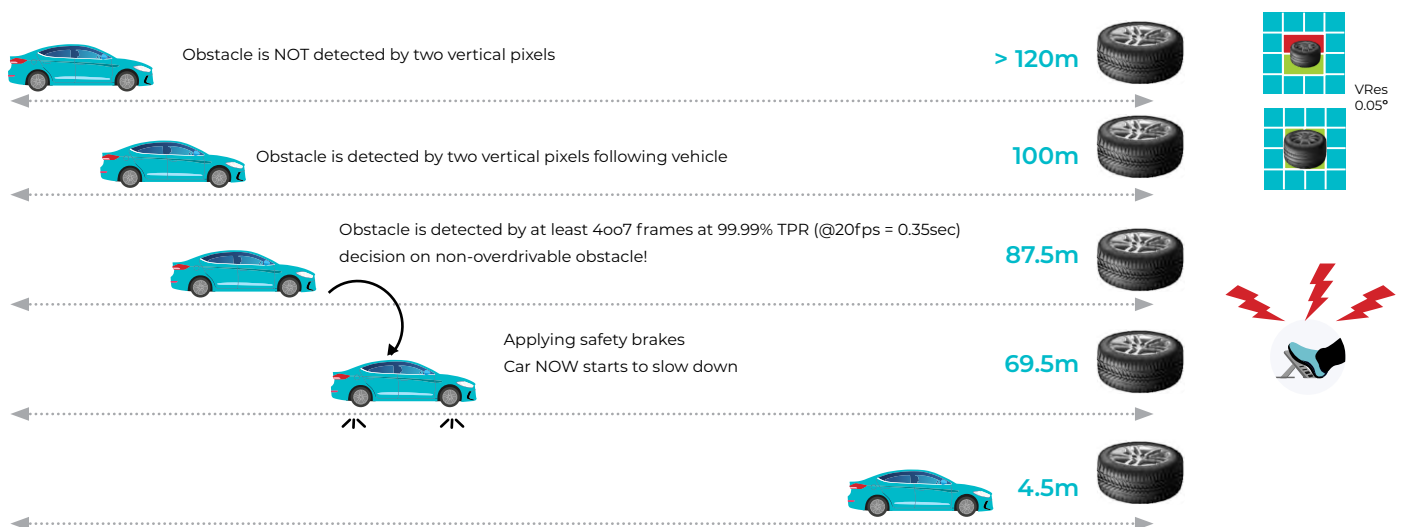 Obstacle is NOT detected by two vertical pixels
> 120m
VRes
0.05°
Obstacle is detected by two vertical pixels following vehicle
100m
Obstacle is detected by at least 4oo7 frames at 99.99% TPR (@20fps = 0.35sec)
decision on non-overdrivable obstacle!
87.5m
Applying safety brakes
Car NOW starts to slow down
69.5m
4.5m